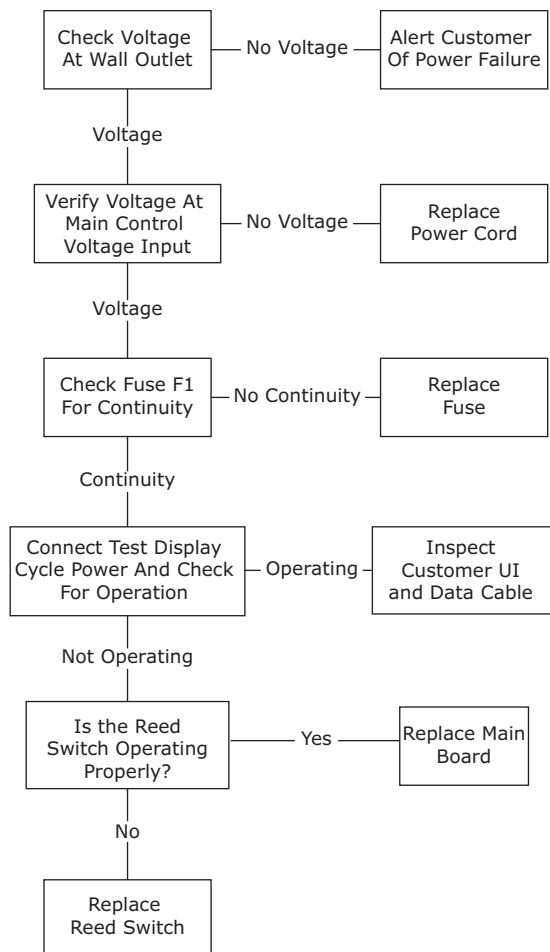 Check Voltage
At Wall Outlet
No Voltage
Alert Customer
Of Power Failure
Voltage
Verify Voltage At
Main Control
Voltage Input
No Voltage
Replace
Power Cord
Voltage
Check Fuse F1
For Continuity
No Continuity
Replace
Fuse
Continuity
Connect Test Display
Cycle Power And Check
For Operation
Operating
Inspect
Customer UI
and Data Cable
Not Operating
Is the Reed
Switch Operating
Properly?
Yes
Replace Main
Board
No
Replace
Reed Switch